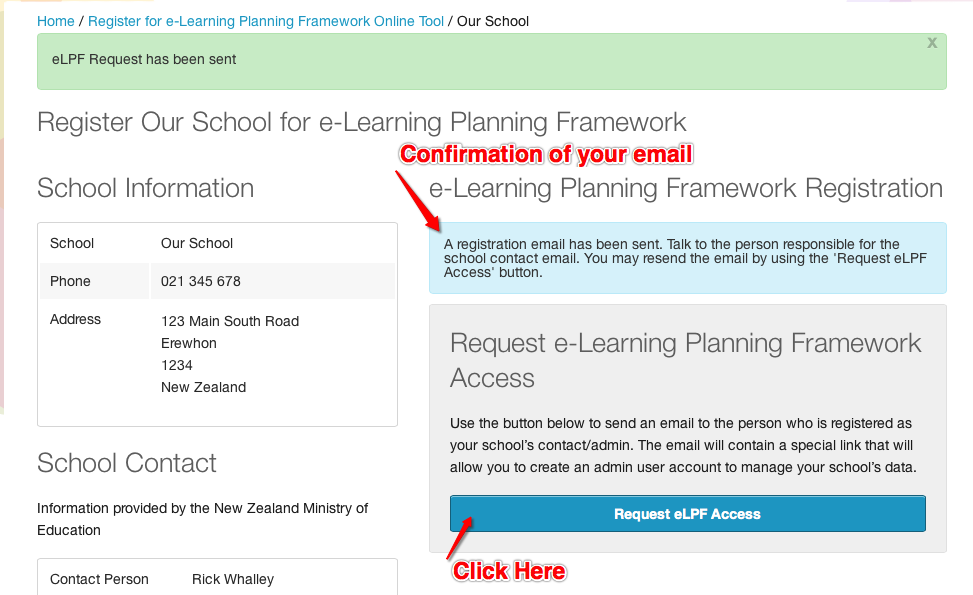 Home / Register for e-Learning Planning Framework Online Tool / Our School
x
eLPF Request has been sent
Register Our School for e-Learning Planning Framework
Confirmation of your email
School Information
School Our School
Phone 021 345 678
Address 123 Main South Road
Erewhon
1234
New Zealand
School Contact
Information provided by the New Zealand Ministry of
Education
Contact Person Rick Whalley
e-Learning Planning Framework Registration
A registration email has been sent. Talk to the person responsible for the
school contact email. You may resend the email by using the 'Request eLPF
Access' button.
Request e-Learning Planning Framework
Access
Use the button below to send an email to the person who is registered as
your school’s contact/admin. The email will contain a special link that will
allow you to create an admin user account to manage your school’s data.
Request eLPF Access
Click Here